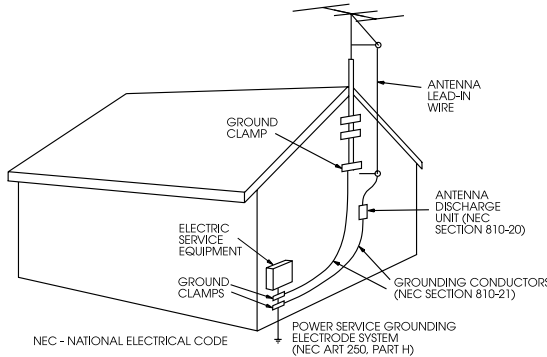 ANTENNA
LEAD-IN
WIRE
GROUND
CLAMP
ANTENNA
DISCHARGE
UNIT (NEC
SECTION 810-20)
ELECTRIC
SERVICE
EQUIPMENT
GROUND
CLAMPS
GROUNDING CONDUCTORS
(NEC SECTION 810-21)
POWER SERVICE GROUNDING
ELECTRODE SYSTEM
(NEC ART 250, PART H)
NEC - NATIONAL ELECTRICAL CODE